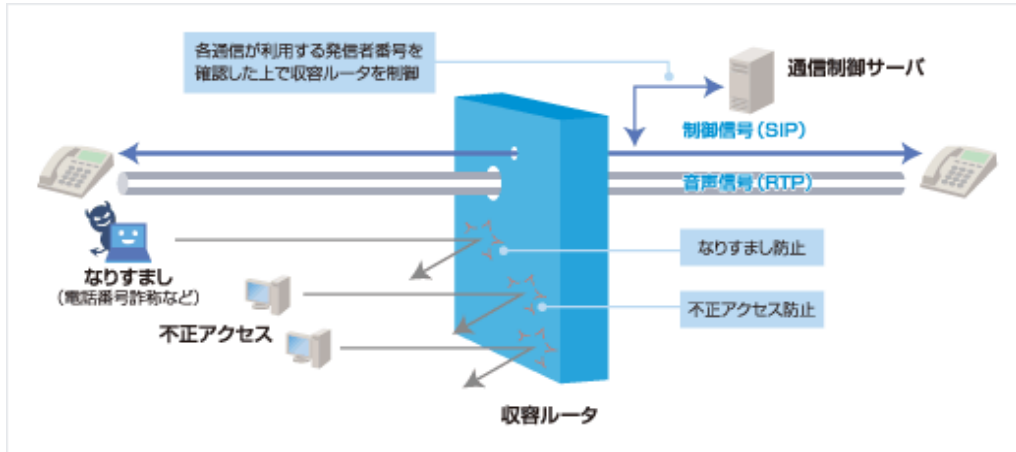 各通信が利用する発信者番号を
確認した上で収容ルータを制御
通信制御サーバ
制御信号(SIP)
音声信号(RTP)
なりすまし
(電話番号詐称など)
なりすまし防止
不正アクセス
不正アクセス防止
収容ルータ